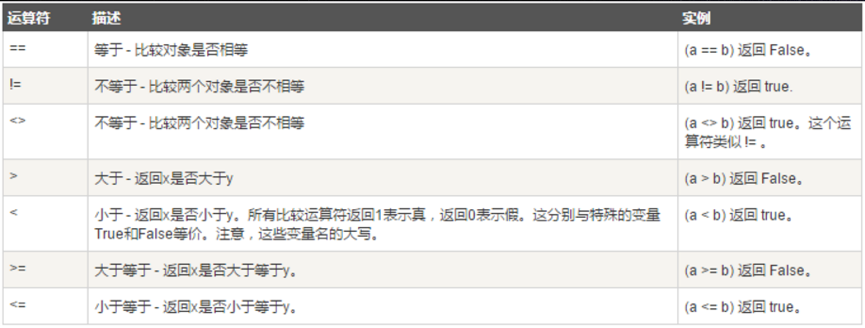 运算符 描述 实例
== 等于 - 比较对象是否相等 (a == b) 返回 False。
!= 不等于 - 比较两个对象是否不相等 (a != b) 返回 true.
<> 不等于 - 比较两个对象是否不相等 (a <> b) 返回 true。这个运
算符类似 != 。
> 大于 - 返回x是否大于y (a > b) 返回 False。
< 小于 - 返回x是否小于y。所有比较运算符返回1表示真，返回0表示假。这分别与特殊的变量 (a < b) 返回 true。
True和False等价。注意，这些变量名的大写。
>= 大于等于 - 返回x是否大于等于y。 (a >= b) 返回 False。
<= 小于等于 - 返回x是否小于等于y。 (a <= b) 返回 true。